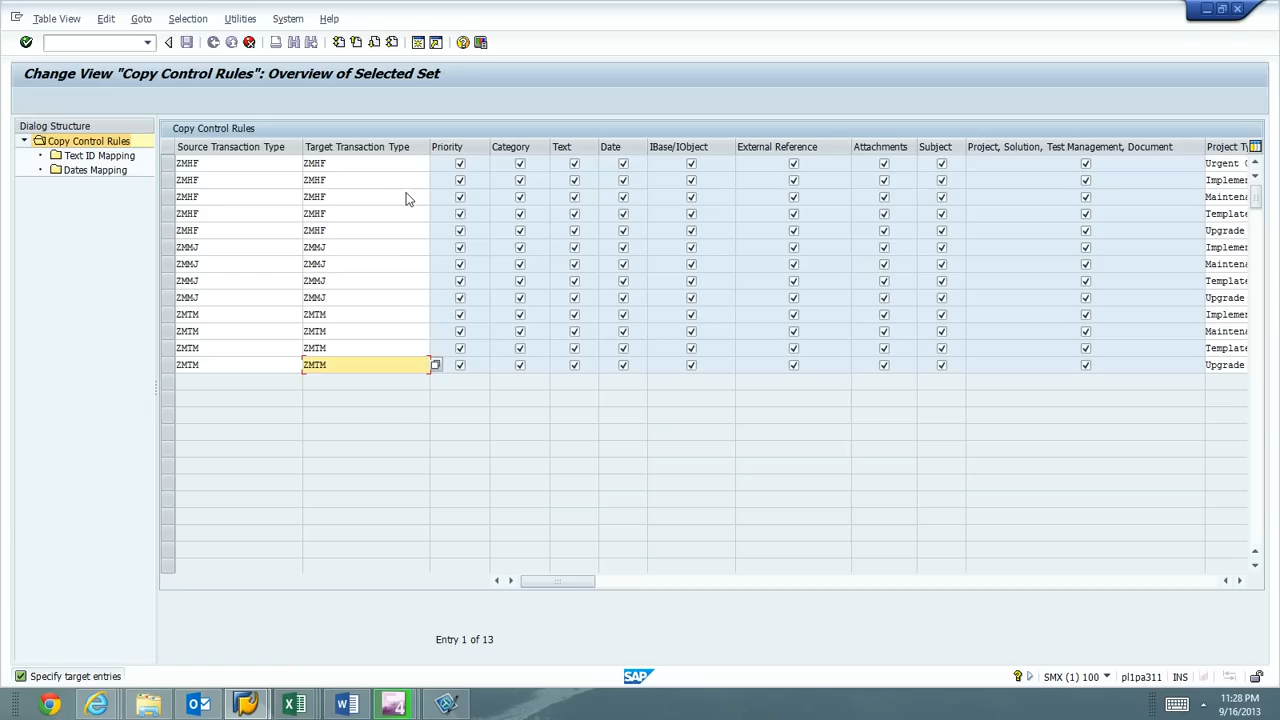 Table View Edit Goto Selection Utilities System Help
Change View "Copy Control Rules": Overview of Selected Set
Dialog Structure
Copy Control Rules
Text ID Mapping
Dates Mapping
Copy Control Rules
Source Transaction Type Target Transaction Type Priority Category Text Date IBase/IObject External Reference Attachments Subject Project, Solution, Test Management, Document Project Ty
ZMHF ZMHF Urgent C
ZMHF ZMHF Implemen
ZMHF ZMHF Maintena
ZMHF ZMHF Template
ZMHF ZMHF Upgrade
ZMMJ ZMMJ Implemen
ZMMJ ZMMJ Maintena
ZMMJ ZMMJ Template
ZMMJ ZMMJ Upgrade
ZMTM ZMTM Implemen
ZMTM ZMTM Maintena
ZMTM ZMTM Template
ZMTM ZMTM Upgrade
Entry 1 of 13
Specify target entries
SAP
SMX (1) 100 pl1pa311 INS
11:28 PM
9/16/2013